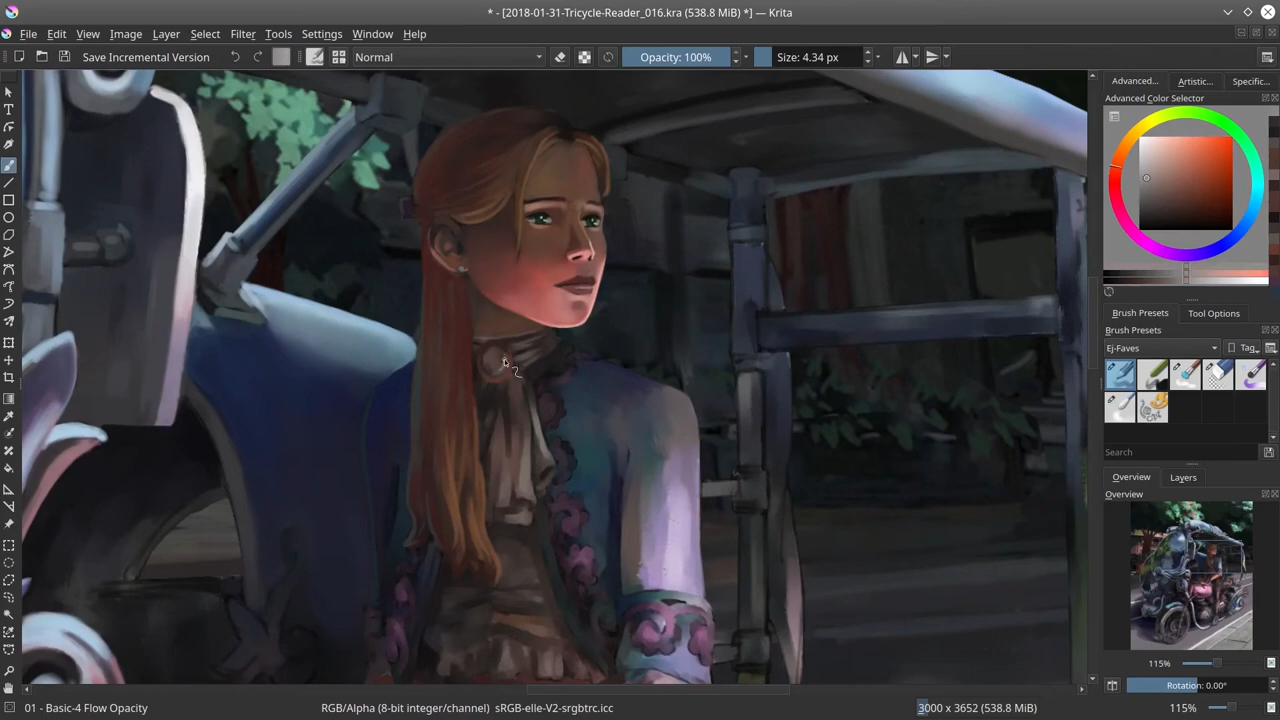 * - [2018-01-31-Tricycle-Reader_016.kra (538.8 MiB) *] — Krita
File Edit View Image Layer Select Filter Tools Settings Window Help
Save Incremental Version Normal Opacity: 100% Size: 4.34 px
Advanced... Artistic... Specific...
Advanced Color Selector
Brush Presets Tool Options
Brush Presets
Ej-Faves Tag
Search
Overview Layers
Overview
115%
Rotation: 0.00°
01 - Basic-4 Flow Opacity RGB/Alpha (8-bit integer/channel) sRGB-elle-V2-srgbtrc.icc 3000 x 3652 (538.8 MiB) 115%